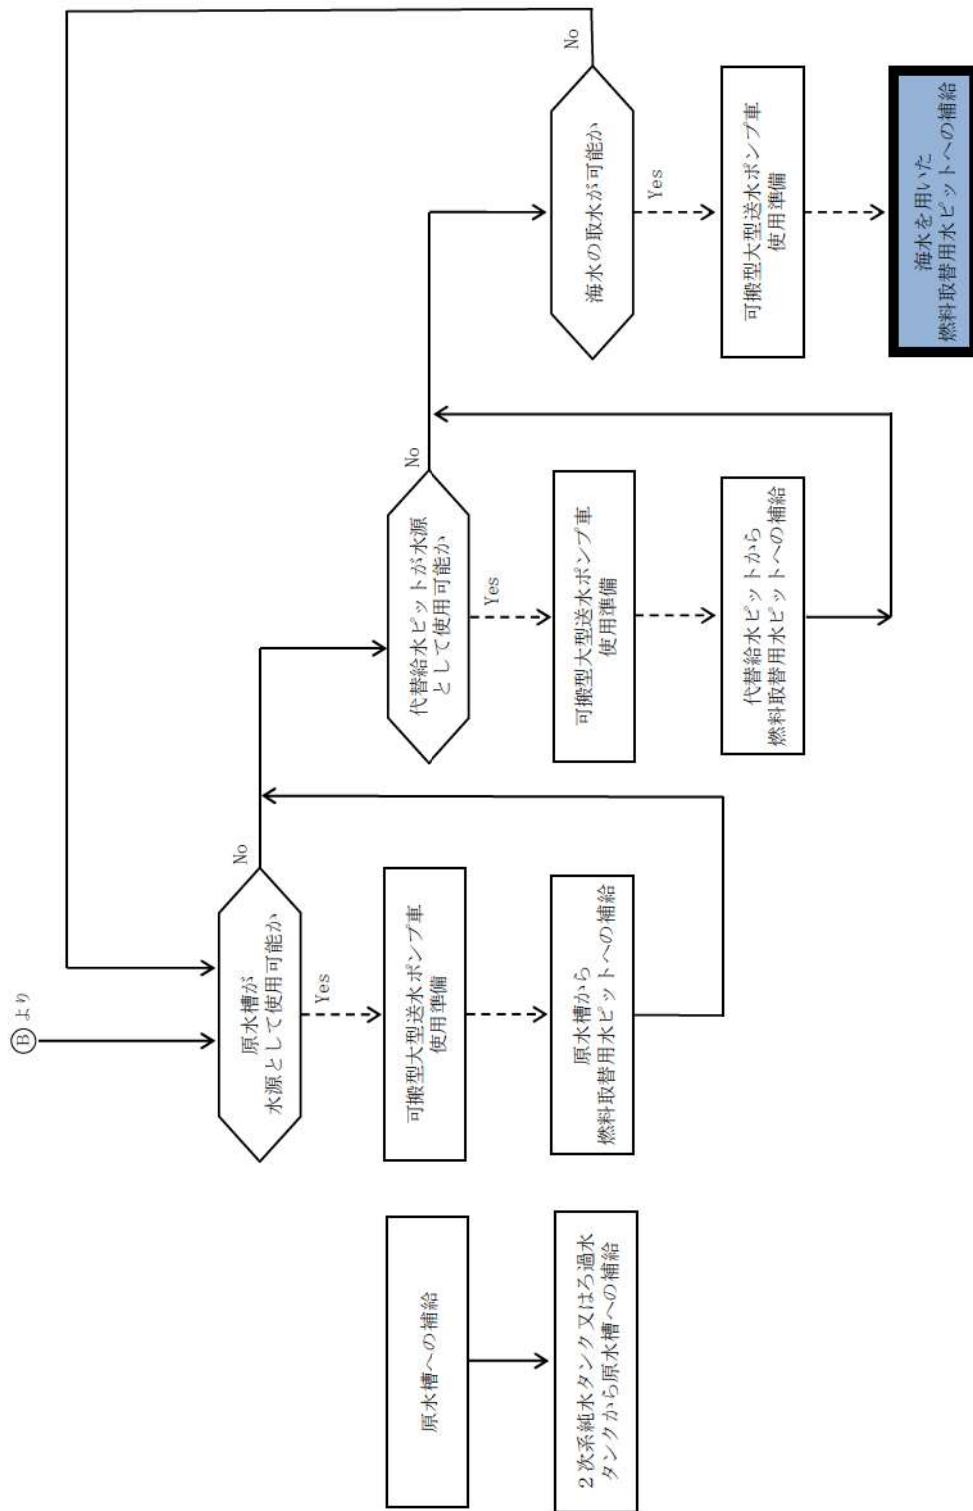 Ⓑより
原水槽が
水源として使用可能か
No
Yes
可搬型大型送水ポンプ車
使用準備
原水槽から
燃料取替用水ピットへの補給
代替給水ピットが水源
として使用可能か
No
Yes
可搬型大型送水ポンプ車
使用準備
代替給水ピットから
燃料取替用水ピットへの補給
海水の取水が可能か
No
Yes
可搬型大型送水ポンプ車
使用準備
海水を用いた
燃料取替用水ピットへの補給
原水槽への補給
2次系純水タンク又はろ過水
タンクから原水槽への補給